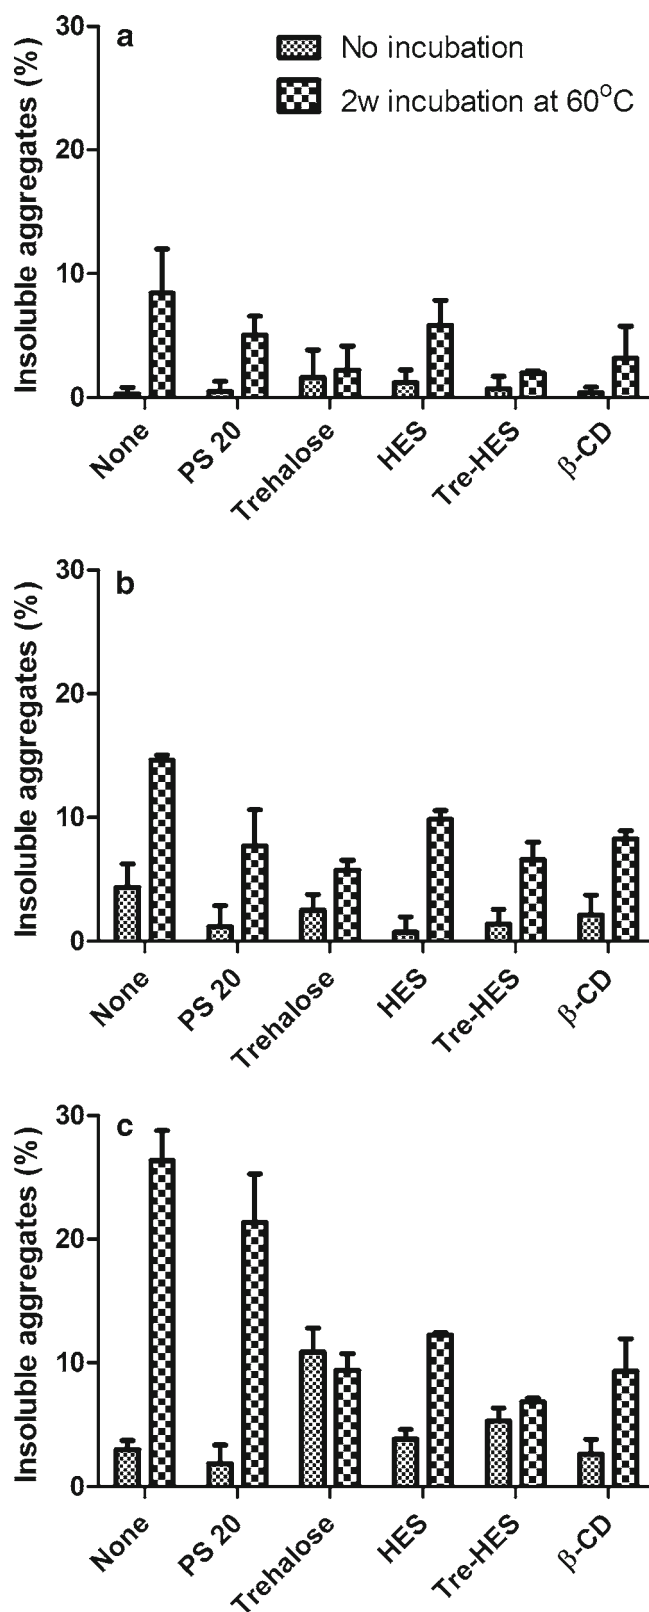 a
No incubation
2w incubation at 60°C
Insoluble aggregates (%)
30
20
10
0
None
PS 20
Trehalose
HES
Tre-HES
β-CD
b
Insoluble aggregates (%)
30
20
10
0
None
PS 20
Trehalose
HES
Tre-HES
β-CD
c
Insoluble aggregates (%)
30
20
10
0
None
PS 20
Trehalose
HES
Tre-HES
β-CD